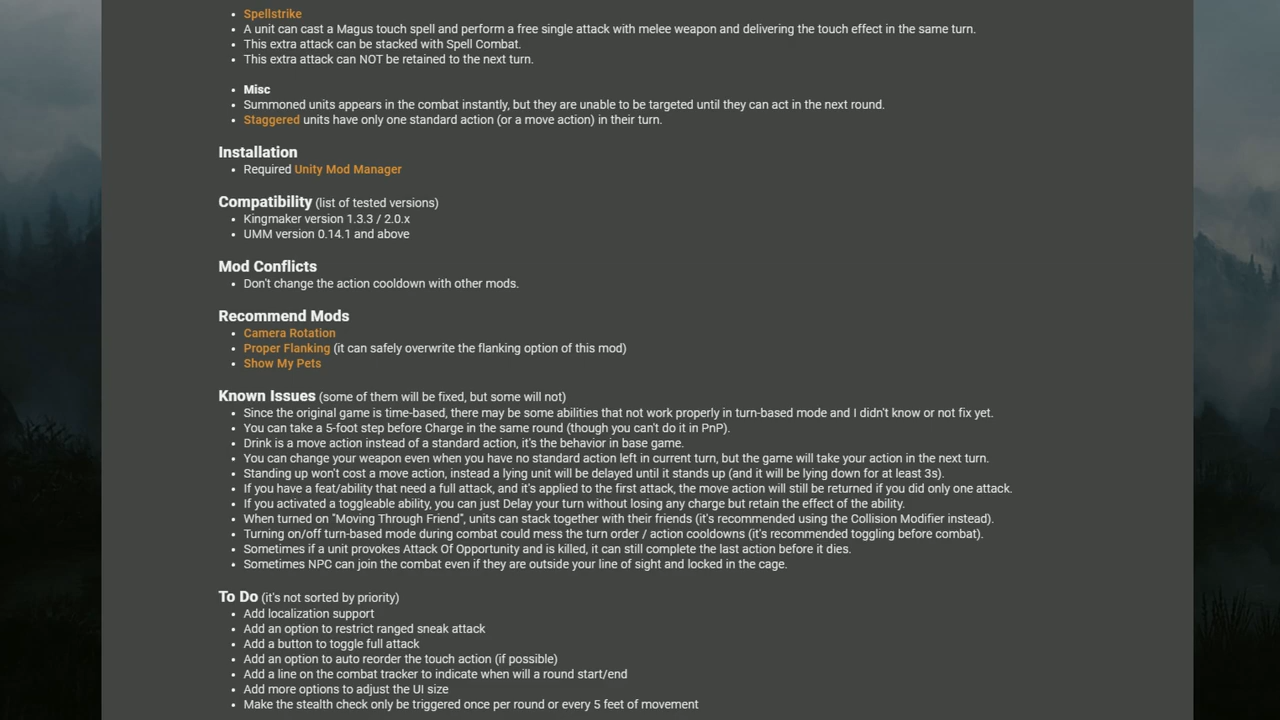 Spellstrike
A unit can cast a Magus touch spell and perform a free single attack with melee weapon and delivering the touch effect in the same turn.
This extra attack can be stacked with Spell Combat.
This extra attack can NOT be retained to the next turn.
Misc
Summoned units appears in the combat instantly, but they are unable to be targeted until they can act in the next round.
Staggered units have only one standard action (or a move action) in their turn.
Installation
Required Unity Mod Manager
Compatibility (list of tested versions)
Kingmaker version 1.3.3 / 2.0.x
UMM version 0.14.1 and above
Mod Conflicts
Don't change the action cooldown with other mods.
Recommend Mods
Camera Rotation
Proper Flanking (it can safely overwrite the flanking option of this mod)
Show My Pets
Known Issues (some of them will be fixed, but some will not)
Since the original game is time-based, there may be some abilities that not work properly in turn-based mode and I didn't know or not fix yet.
You can take a 5-foot step before Charge in the same round (though you can't do it in PnP).
Drink is a move action instead of a standard action, it's the behavior in base game.
You can change your weapon even when you have no standard action left in current turn, but the game will take your action in the next turn.
Standing up won't cost a move action, instead a lying unit will be delayed until it stands up (and it will be lying down for at least 3s).
If you have a feat/ability that need a full attack, and it's applied to the first attack, the move action will still be returned if you did only one attack.
If you activated a toggleable ability, you can just Delay your turn without losing any charge but retain the effect of the ability.
When turned on "Moving Through Friend", units can stack together with their friends (it's recommended using the Collision Modifier instead).
Turning on/off turn-based mode during combat could mess the turn order / action cooldowns (it's recommended toggling before combat).
Sometimes if a unit provokes Attack Of Opportunity and is killed, it can still complete the last action before it dies.
Sometimes NPC can join the combat even if they are outside your line of sight and locked in the cage.
To Do (it's not sorted by priority)
Add localization support
Add an option to restrict ranged sneak attack
Add a button to toggle full attack
Add an option to auto reorder the touch action (if possible)
Add a line on the combat tracker to indicate when will a round start/end
Add more options to adjust the UI size
Make the stealth check only be triggered once per round or every 5 feet of movement